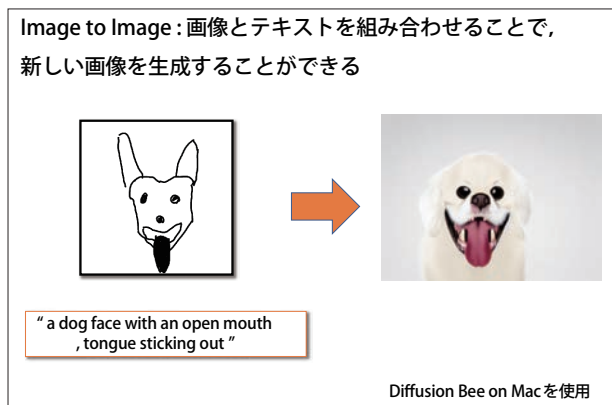 Image to Image : 画像とテキストを組み合わせることで,
新しい画像を生成することができる
“ a dog face with an open mouth
, tongue sticking out ”
Diffusion Bee on Macを使用